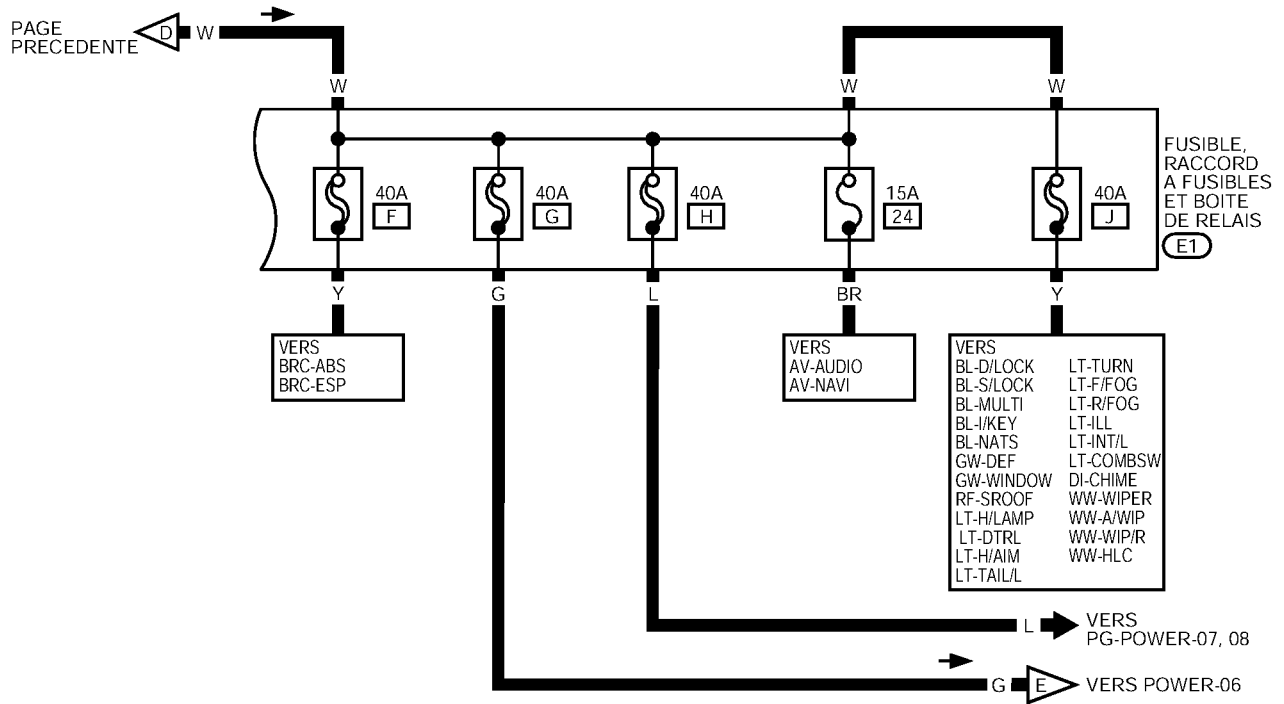 PAGE
PRECEDENTE
D
W
W
W
W
40A
F
40A
G
40A
H
15A
24
40A
J
FUSIBLE,
RACCORD
A FUSIBLES
ET BOITE
DE RELAIS
E1
Y
G
L
BR
Y
VERS
BRC-ABS
BRC-ESP
VERS
AV-AUDIO
AV-NAVI
VERS
BL-D/LOCK
BL-S/LOCK
BL-MULTI
BL-I/KEY
BL-NATS
GW-DEF
GW-WINDOW
RF-SROOF
LT-H/LAMP
LT-DTRL
LT-H/AIM
LT-TAIL/L
LT-TURN
LT-F/FOG
LT-R/FOG
LT-ILL
LT-INT/L
LT-COMBSW
DI-CHIME
WW-WIPER
WW-A/WIP
WW-WIP/R
WW-HLC
L
VERS
PG-POWER-07, 08
G
E
VERS POWER-06